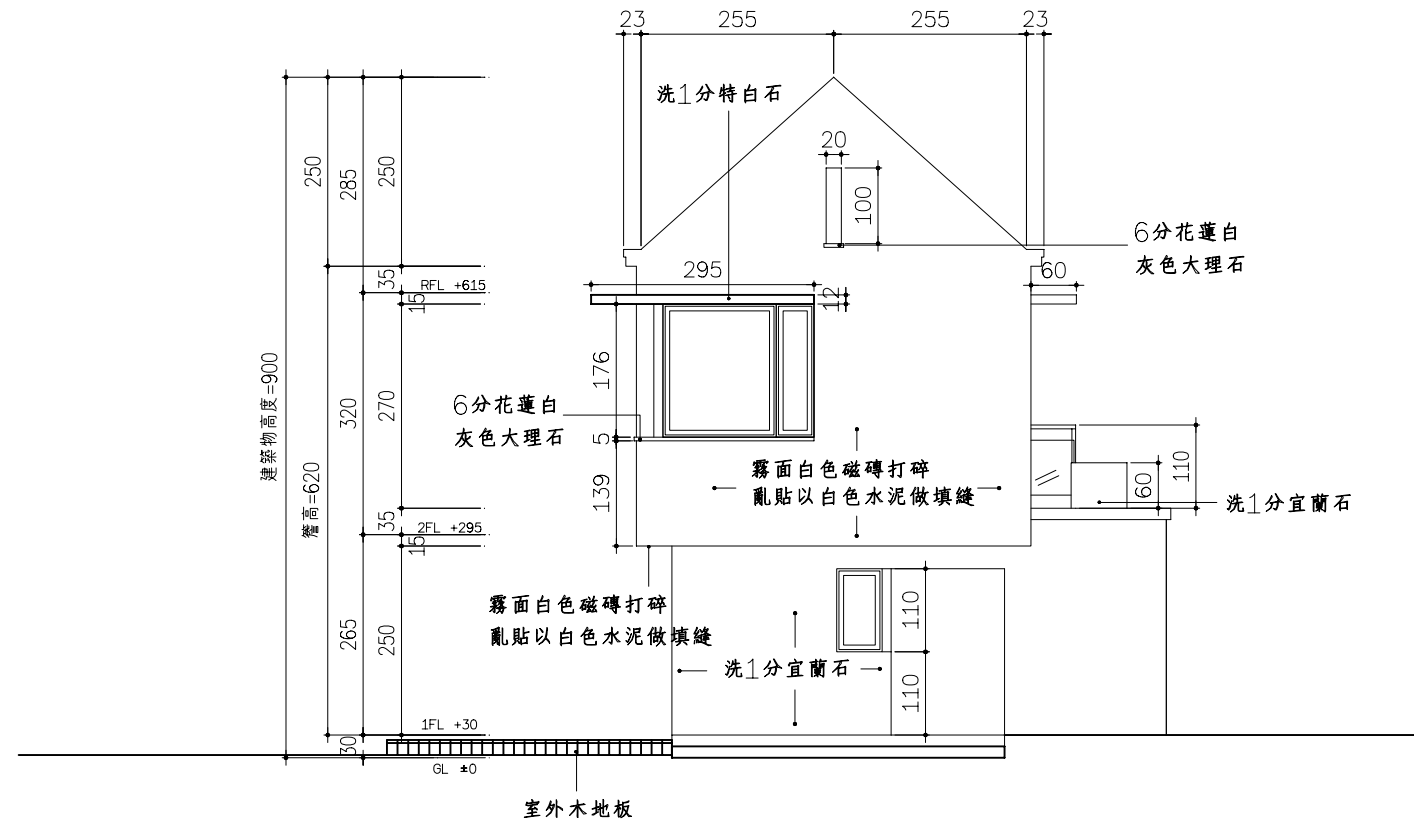 23
255
255
23
洗1分特白石
20
100
6分花蓮白
灰色大理石
250
285
250
35
RFL +615
15
295
12
60
建築物高度=900
簷高=620
320
270
176
5
139
6分花蓮白
灰色大理石
霧面白色磁磚打碎
亂貼以白色水泥做填縫
60
110
洗1分宜蘭石
35
2FL +295
15
霧面白色磁磚打碎
亂貼以白色水泥做填縫
265
250
110
110
洗1分宜蘭石
1FL +30
30
GL ±0
室外木地板